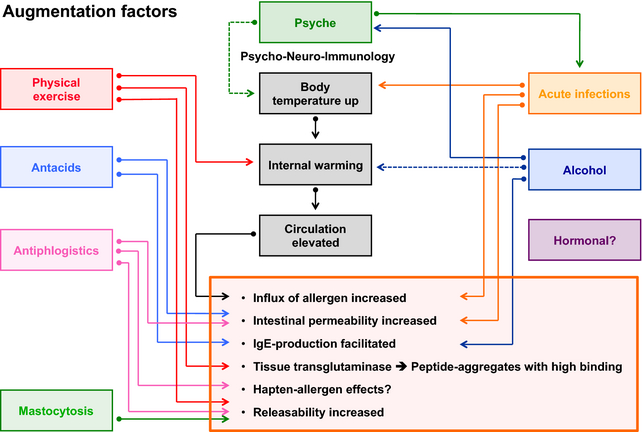 Augmentation factors
Psyche
Psycho-Neuro-Immunology
Physical
exercise
Body
temperature up
Acute infections
Antacids
Internal warming
Alcohol
Antiphlogistics
Circulation
elevated
Hormonal?
• Influx of allergen increased
• Intestinal permeability increased
• IgE-production facilitated
• Tissue transglutaminase ➔ Peptide-aggregates with high binding
• Hapten-allergen effects?
• Releasability increased
Mastocytosis